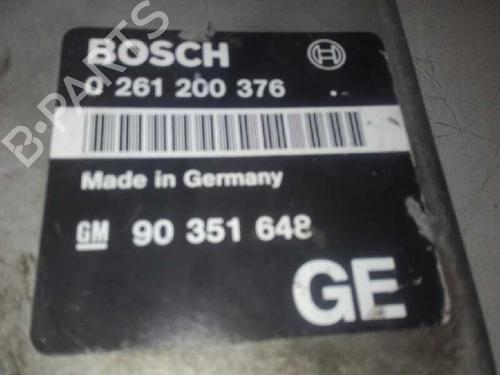 BOSCH
0 261 200 376
Made in Germany
GM 90 351 648
GE
B-PARTS